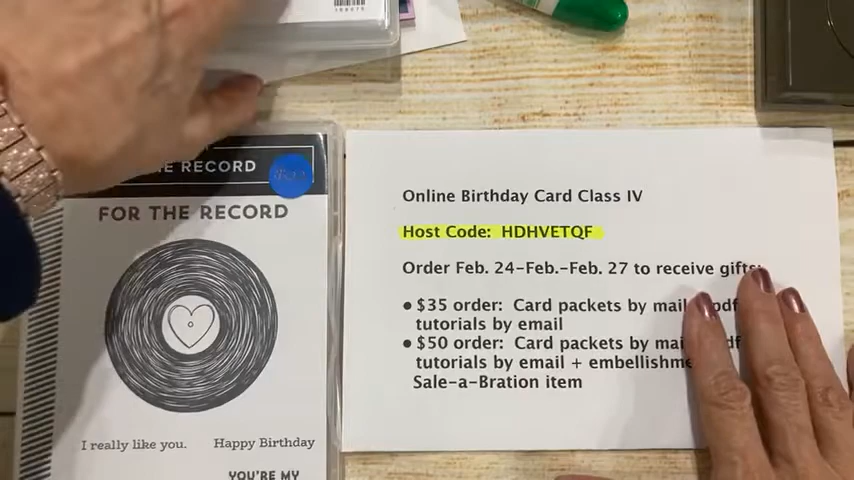 THE RECORD
FOR THE RECORD
I really like you.
Happy Birthday
YOU'RE MY
Online Birthday Card Class IV
Host Code: HDHVETQF
Order Feb. 24-Feb.-Feb. 27 to receive gifts:
• $35 order: Card packets by mail
tutorials by email
• $50 order: Card packets by
tutorials by email +
Sale-a-Bration item